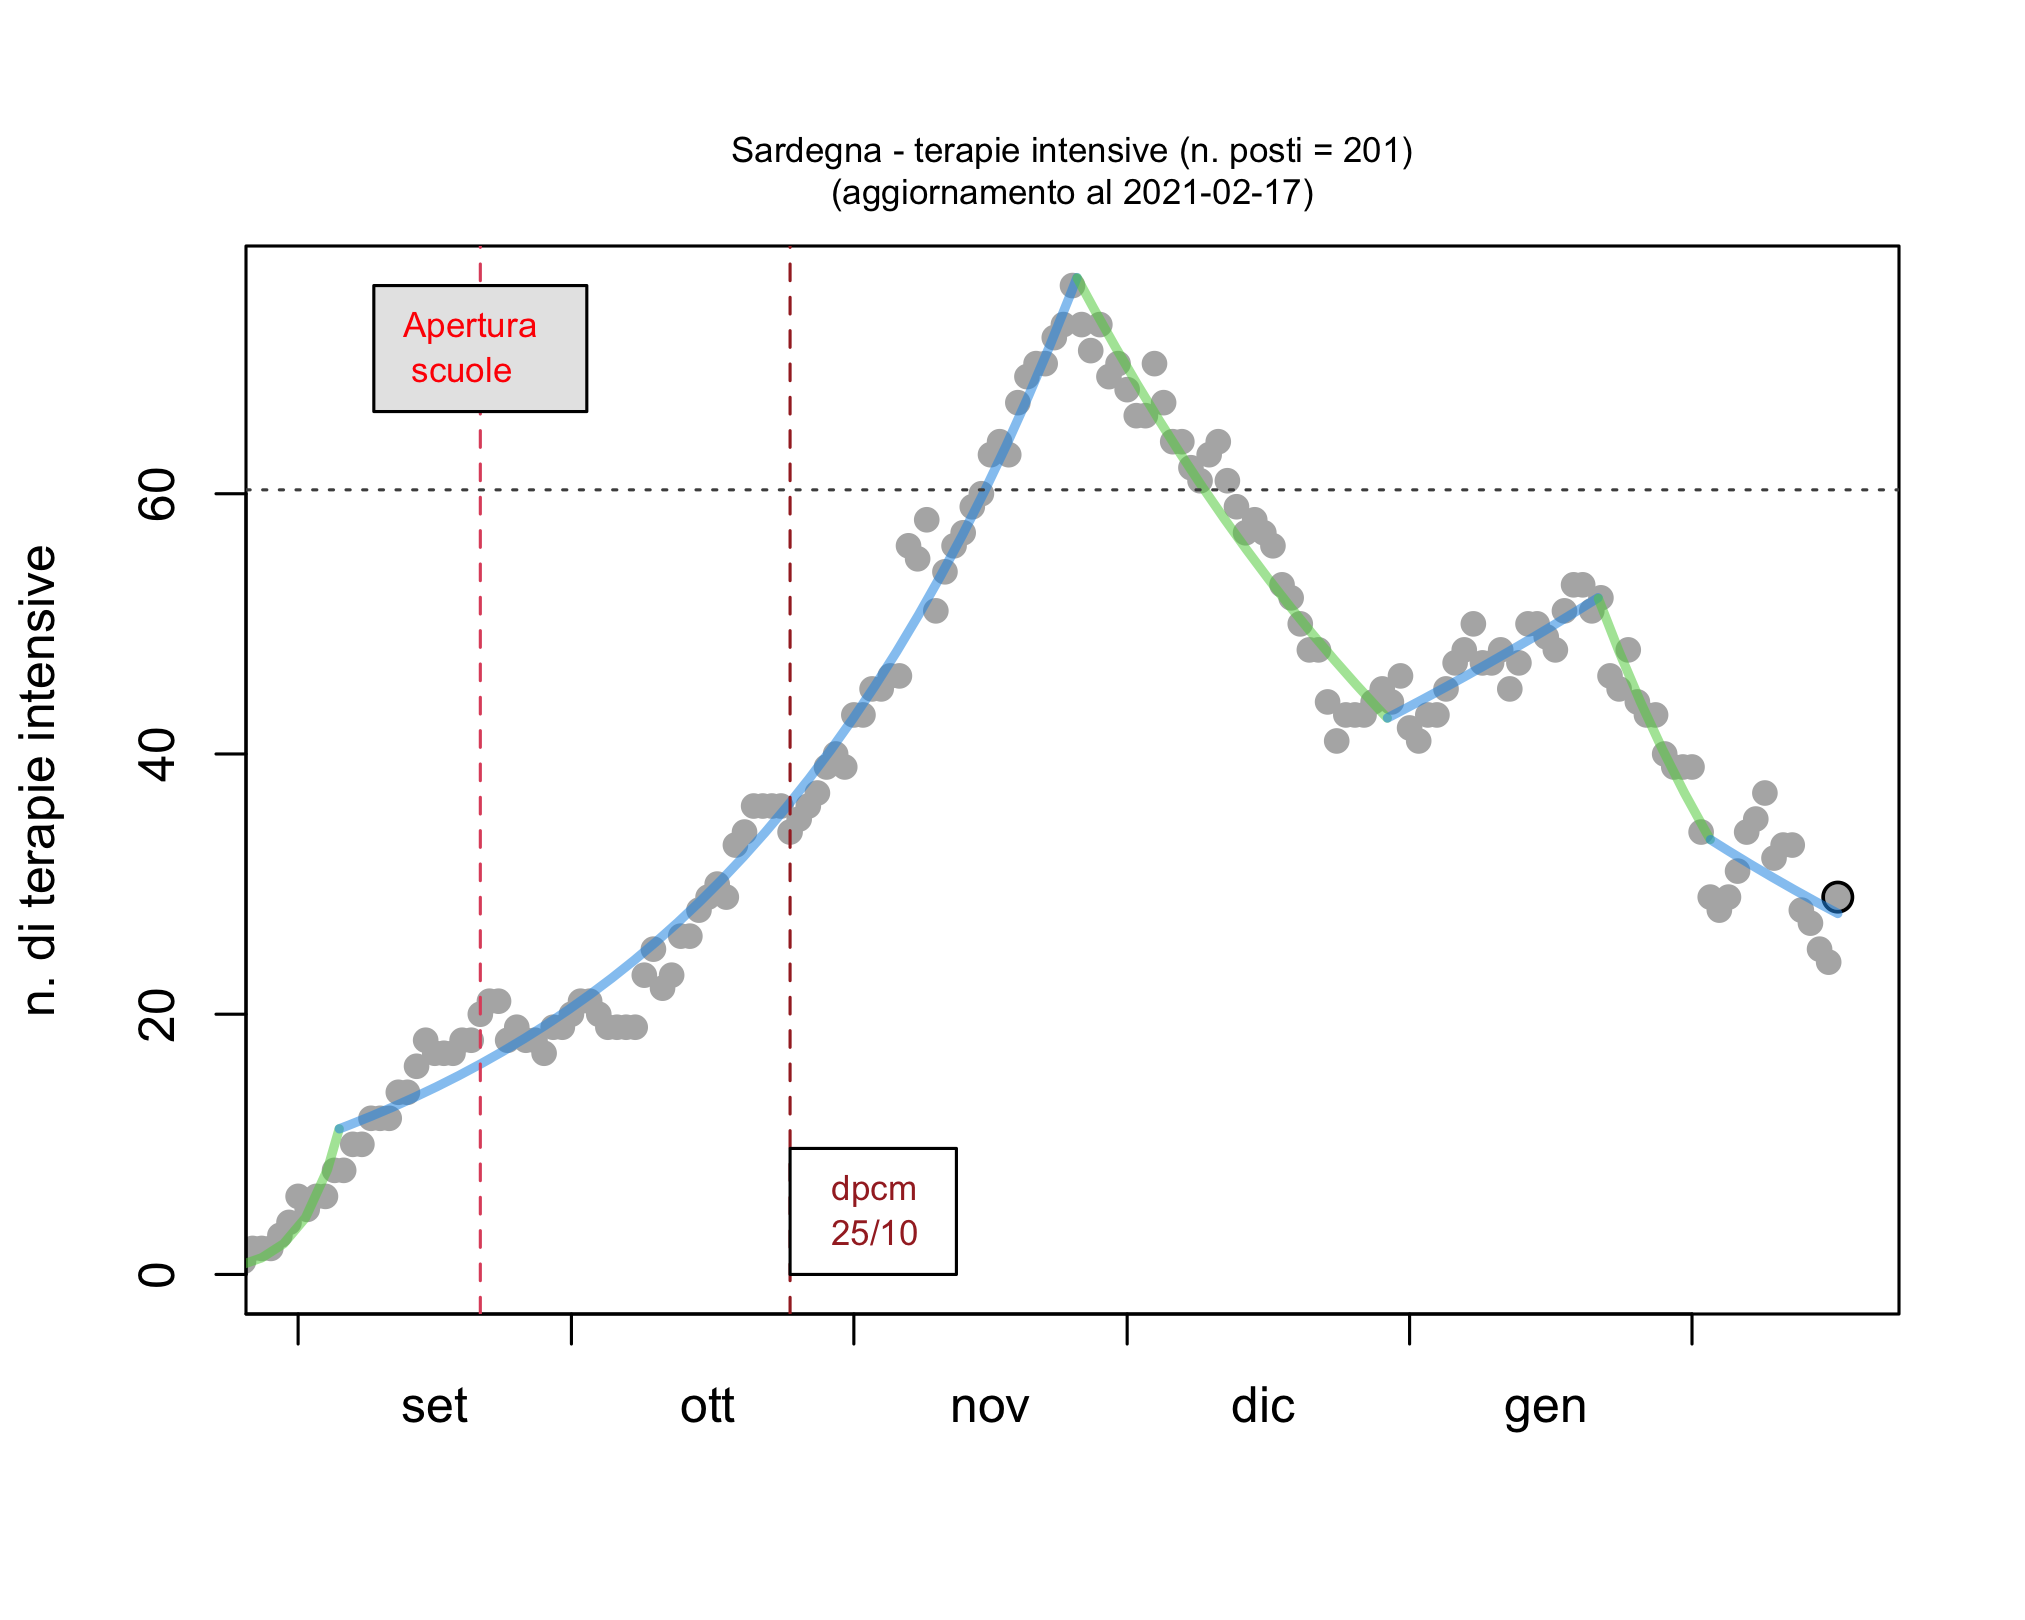 Sardegna - terapie intensive (n. posti = 201)
(aggiornamento al 2021-02-17)
Apertura
scuole
dpcm
25/10
n. di terapie intensive
60
40
20
0
set ott nov dic gen